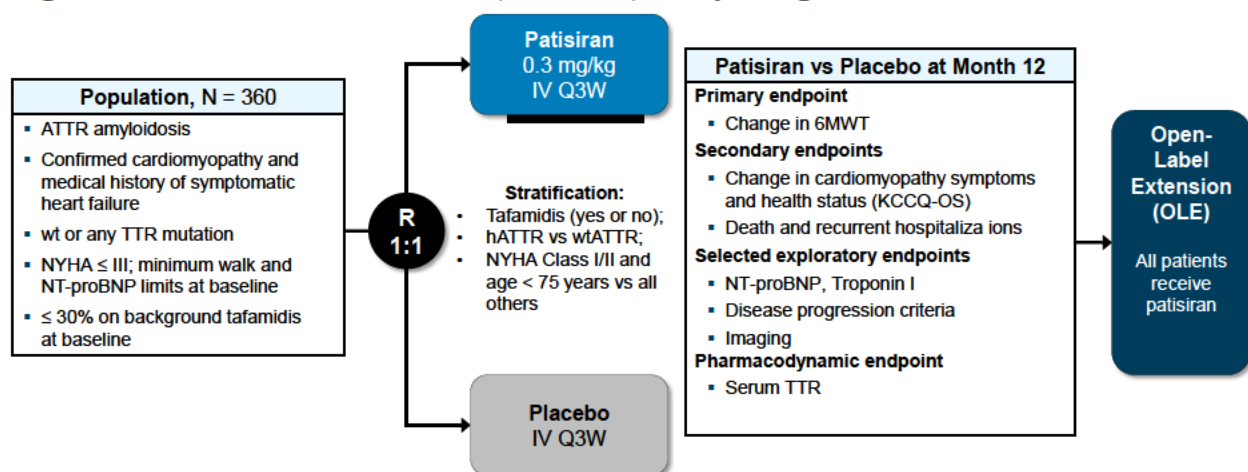 Population, N = 360
▪ ATTR amyloidosis
▪ Confirmed cardiomyopathy and
medical history of symptomatic
heart failure
▪ wt or any TTR mutation
▪ NYHA ≤ III; minimum walk and
NT-proBNP limits at baseline
▪ ≤ 30% on background tafamidis
at baseline
R
1:1
Patisiran
0.3 mg/kg
IV Q3W
Stratification:
• Tafamidis (yes or no);
• hATTR vs wtATTR;
• NYHA Class I/II and
age < 75 years vs all
others
Placebo
IV Q3W
Patisiran vs Placebo at Month 12
Primary endpoint
▪ Change in 6MWT
Secondary endpoints
▪ Change in cardiomyopathy symptoms
and health status (KCCQ-OS)
▪ Death and recurrent hospitaliza ions
Selected exploratory endpoints
▪ NT-proBNP, Troponin I
▪ Disease progression criteria
▪ Imaging
Pharmacodynamic endpoint
▪ Serum TTR
Open-
Label
Extension
(OLE)
All patients
receive
patisiran